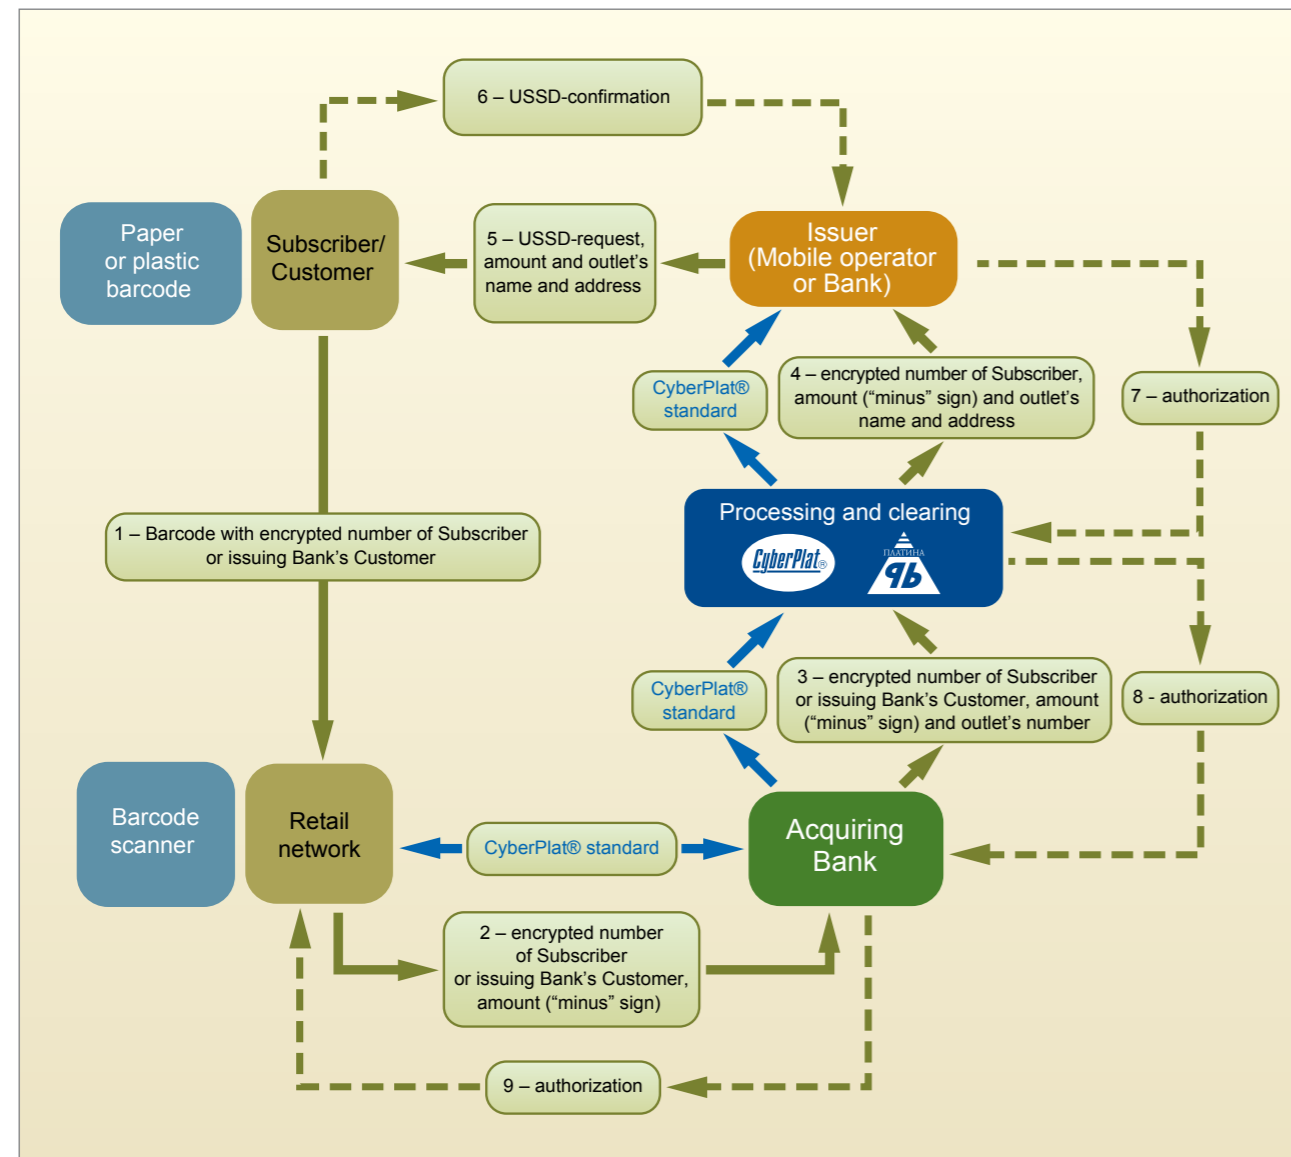 6 – USSD-confirmation
Paper
or plastic
barcode
Subscriber/
Customer
5 – USSD-request,
amount and outlet’s
name and address
Issuer
(Mobile operator
or Bank)
CyberPlat®
standard
4 – encrypted number of Subscriber,
amount (“minus” sign) and outlet’s
name and address
7 – authorization
1 – Barcode with encrypted number of Subscriber
or issuing Bank’s Customer
Processing and clearing
CyberPlat®
ПЛАТИНА
CyberPlat®
standard
3 – encrypted number of Subscriber
or issuing Bank’s Customer, amount
(“minus” sign) and outlet’s number
8 - authorization
Barcode
scanner
Retail
network
CyberPlat® standard
Acquiring
Bank
2 – encrypted number
of Subscriber
or issuing Bank’s Customer,
amount (“minus” sign)
9 – authorization